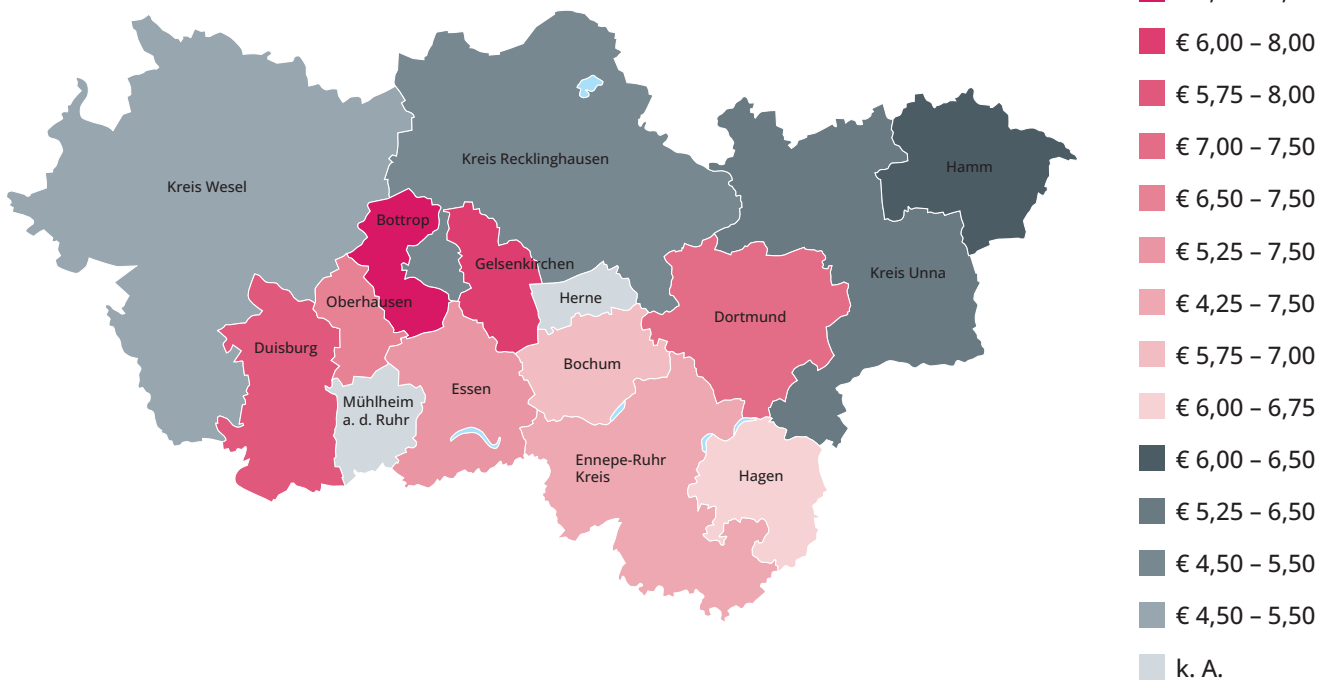 € 6,00 – 8,00
€ 5,75 – 8,00
€ 7,00 – 7,50
€ 6,50 – 7,50
€ 5,25 – 7,50
€ 4,25 – 7,50
€ 5,75 – 7,00
€ 6,00 – 6,75
€ 6,00 – 6,50
€ 5,25 – 6,50
€ 4,50 – 5,50
€ 4,50 – 5,50
k. A.
Kreis Recklinghausen
Hamm
Kreis Wesel
Bottrop
Gelsenkirchen
Kreis Unna
Herne
Oberhausen
Dortmund
Duisburg
Bochum
Essen
Mühlheim
a. d. Ruhr
Ennepe-Ruhr
Kreis
Hagen